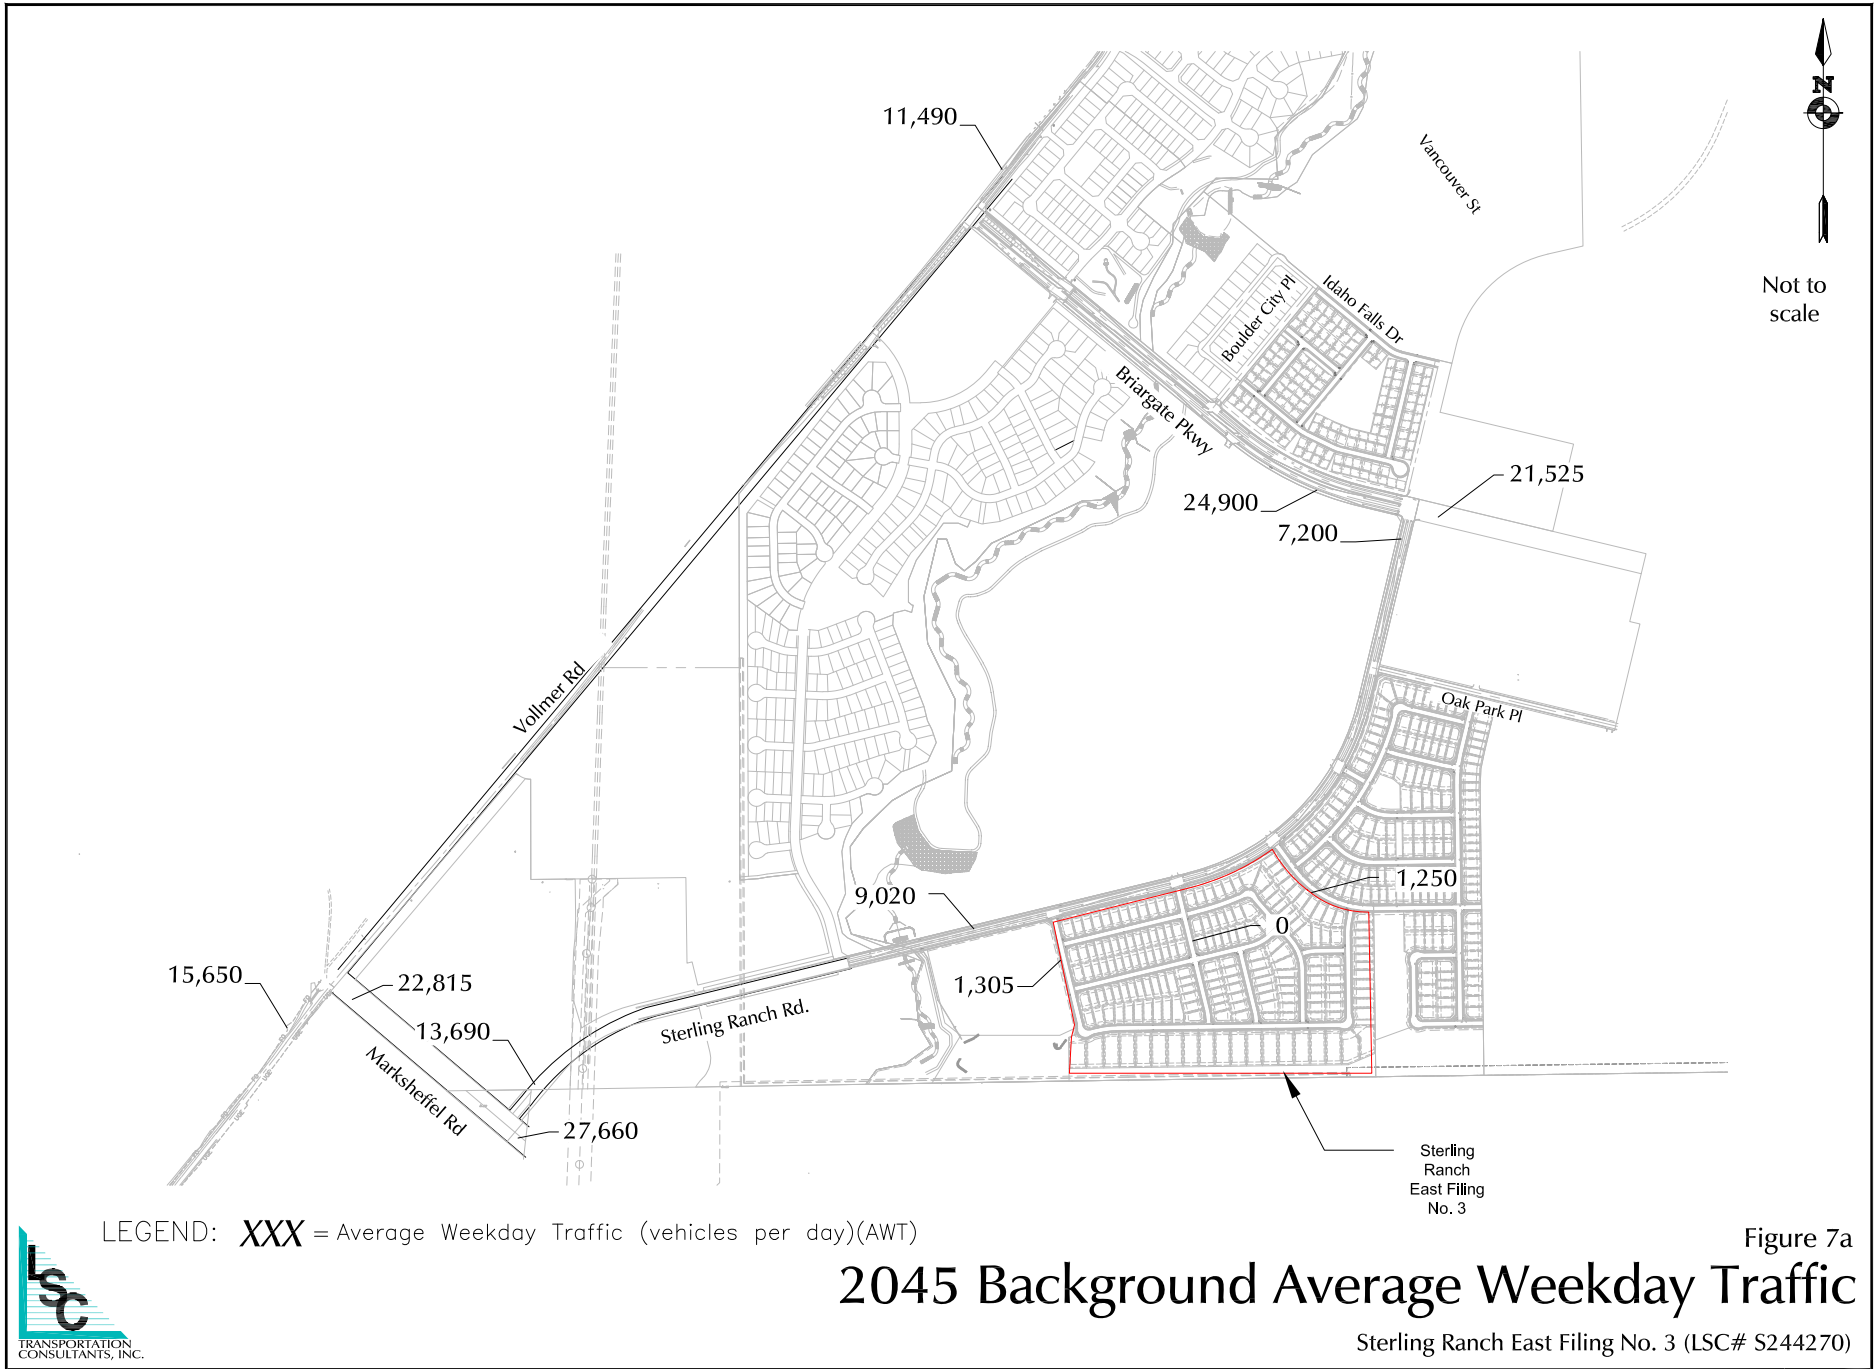 11,490
N
Vancouver St
Not to
scale
Idaho Falls Dr
Boulder City Pl
Briargate Pkwy
21,525
24,900
7,200
Vollmer Rd
Oak Park Pl
1,250
9,020
0
15,650
22,815
1,305
13,690
Sterling Ranch Rd.
Marksheffel Rd
27,660
Sterling
Ranch
East Filing
No. 3
LEGEND: XXX = Average Weekday Traffic (vehicles per day)(AWT)
Figure 7a
2045 Background Average Weekday Traffic
Sterling Ranch East Filing No. 3 (LSC# S244270)
LSC
TRANSPORTATION
CONSULTANTS, INC.